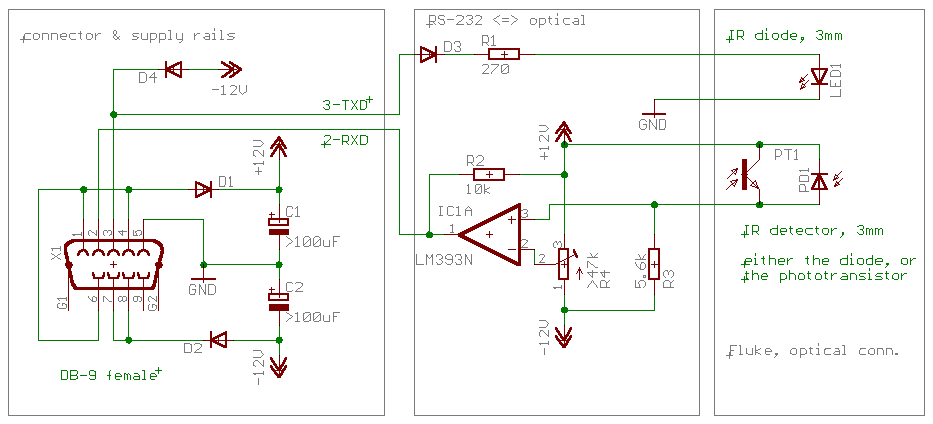 connector & supply rails
RS-232 <=> optical
IR diode, 3mm
D3
R1
270
D4
-12V
LED1
3-TXD
GND
2-RXD
+12V
+12V
PT1
R2
10k
PD1
D1
IC1A
C1
>100uF
1
3
2
LM393N
IR detector, 3mm
either the diode, or
the phototransistor
X1
1
2
3
4
5
6
7
8
9
G1
G2
GND
C2
>100uF
3
2
1
>47k
R4
5.6k
R3
D2
-12V
-12V
Fluke, optical conn.
DB-9 female